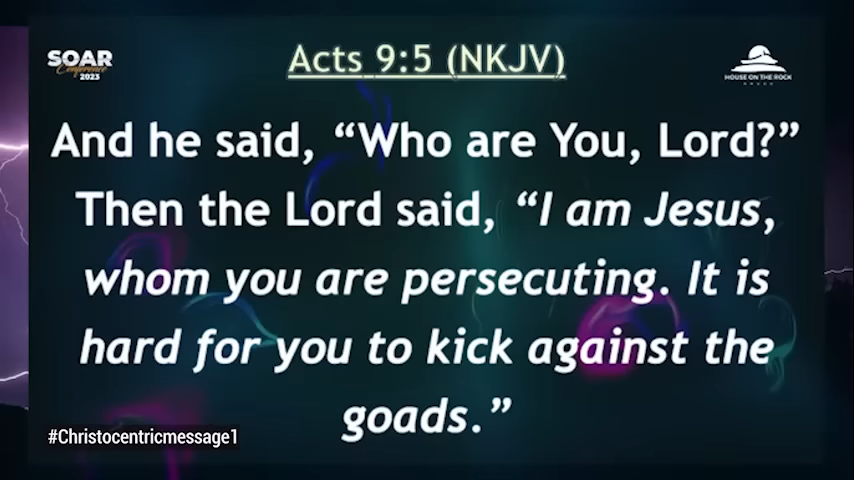 SOAR
Conference
2023
Acts 9:5 (NKJV)
HOUSE ON THE ROCK
And he said, “Who are You, Lord?”
Then the Lord said, “I am Jesus,
whom you are persecuting. It is
hard for you to kick against the
goads.”
#Christocentricmessage1